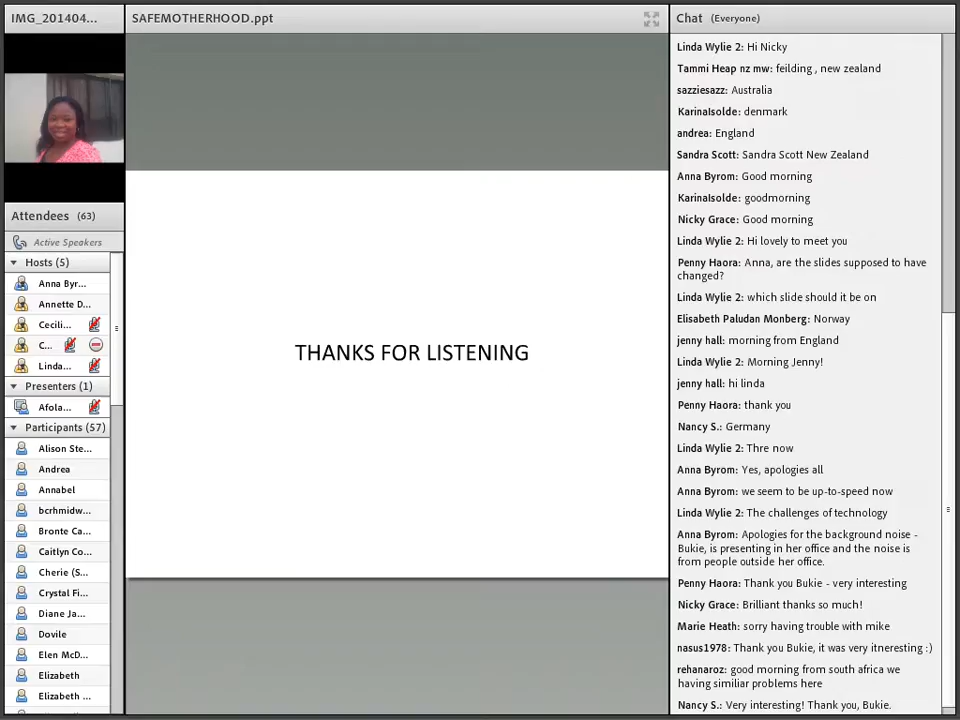 IMG_201404...
SAFEMOTHERHOOD.ppt
Chat (Everyone)
Attendees (63)
Active Speakers
Hosts (5)
Anna Byr...
Annette D...
Cecili...
C...
Linda...
Presenters (1)
Afola...
Participants (57)
Alison Ste...
Andrea
Annabel
bcrhmidw...
Bronte Ca...
Caitlyn Co...
Cherie (S...
Crystal Fi...
Diane Ja...
Dovile
Elen McD...
Elizabeth
Elizabeth ...
THANKS FOR LISTENING
Linda Wylie 2: Hi Nicky
Tammi Heap nz mw: feilding , new zealand
sazziesazz: Australia
KarinaIsolde: denmark
andrea: England
Sandra Scott: Sandra Scott New Zealand
Anna Byrom: Good morning
KarinaIsolde: goodmorning
Nicky Grace: Good morning
Linda Wylie 2: Hi lovely to meet you
Penny Haora: Anna, are the slides supposed to have
changed?
Linda Wylie 2: which slide should it be on
Elisabeth Paludan Monberg: Norway
jenny hall: morning from England
Linda Wylie 2: Morning Jenny!
jenny hall: hi linda
Penny Haora: thank you
Nancy S.: Germany
Linda Wylie 2: Thre now
Anna Byrom: Yes, apologies all
Anna Byrom: we seem to be up-to-speed now
Linda Wylie 2: The challenges of technology
Anna Byrom: Apologies for the background noise -
Bukie, is presenting in her office and the noise is
from people outside her office.
Penny Haora: Thank you Bukie - very interesting
Nicky Grace: Brilliant thanks so much!
Marie Heath: sorry having trouble with mike
nasus1978: Thank you Bukie, it was very itneresting :)
rehanaroz: good morning from south africa we
having similiar problems here
Nancy S.: Very interesting! Thank you, Bukie.